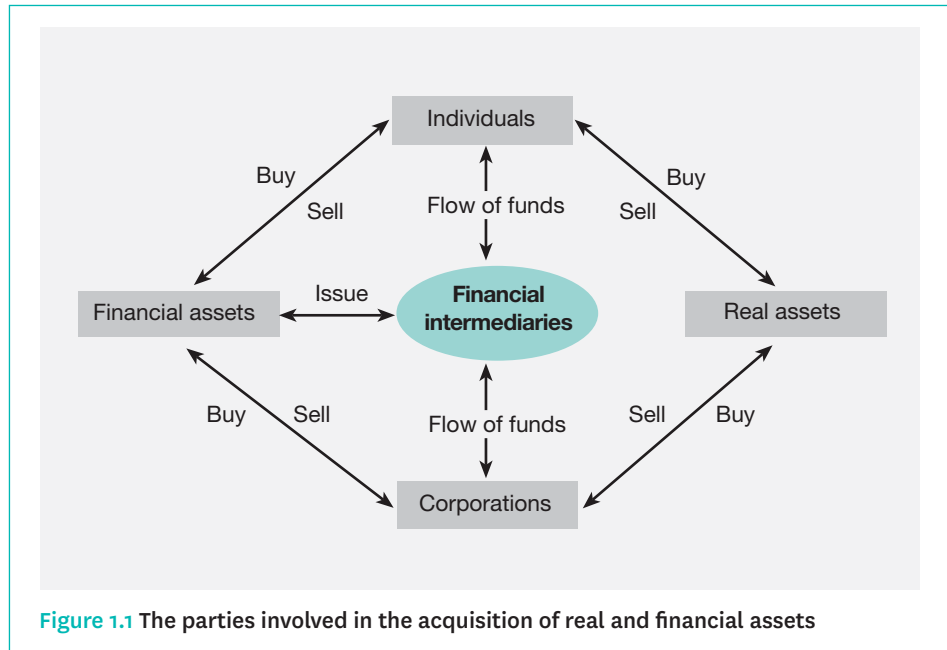 Individuals
Buy
Sell
Flow of funds
Buy
Sell
Financial assets
Issue
Financial
intermediaries
Real assets
Buy
Sell
Flow of funds
Sell
Buy
Corporations
Figure 1.1 The parties involved in the acquisition of real and financial assets